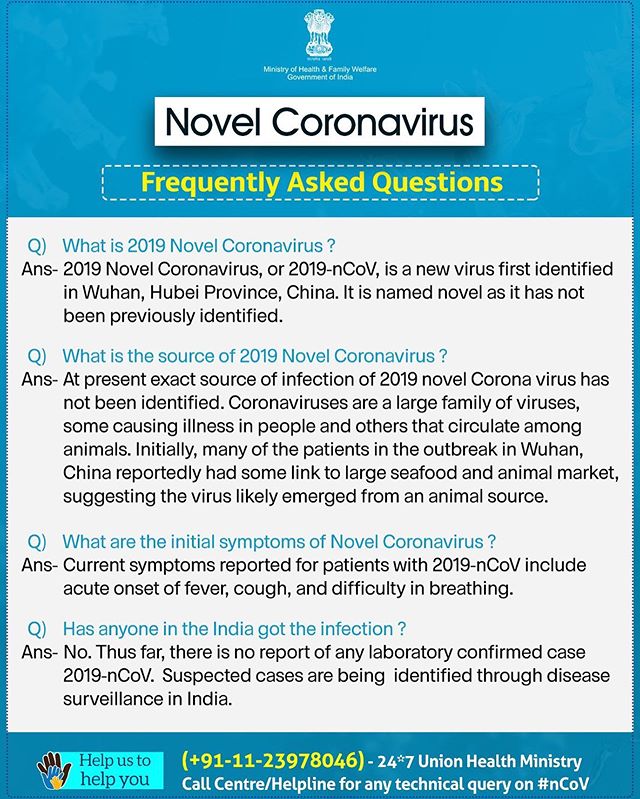 Ministry of Health & Family Welfare
Government of India
Novel Coronavirus
Frequently Asked Questions
Q) What is 2019 Novel Coronavirus ?
Ans- 2019 Novel Coronavirus, or 2019-nCoV, is a new virus first identified
in Wuhan, Hubei Province, China. It is named novel as it has not
been previously identified.
Q) What is the source of 2019 Novel Coronavirus ?
Ans- At present exact source of infection of 2019 novel Corona virus has
not been identified. Coronaviruses are a large family of viruses,
some causing illness in people and others that circulate among
animals. Initially, many of the patients in the outbreak in Wuhan,
China reportedly had some link to large seafood and animal market,
suggesting the virus likely emerged from an animal source.
Q) What are the initial symptoms of Novel Coronavirus ?
Ans- Current symptoms reported for patients with 2019-nCoV include
acute onset of fever, cough, and difficulty in breathing.
Q) Has anyone in the India got the infection ?
Ans- No. Thus far, there is no report of any laboratory confirmed case
2019-nCoV. Suspected cases are being identified through disease
surveillance in India.
Help us to
help you
(+91-11-23978046) - 24*7 Union Health Ministry
Call Centre/Helpline for any technical query on #nCoV